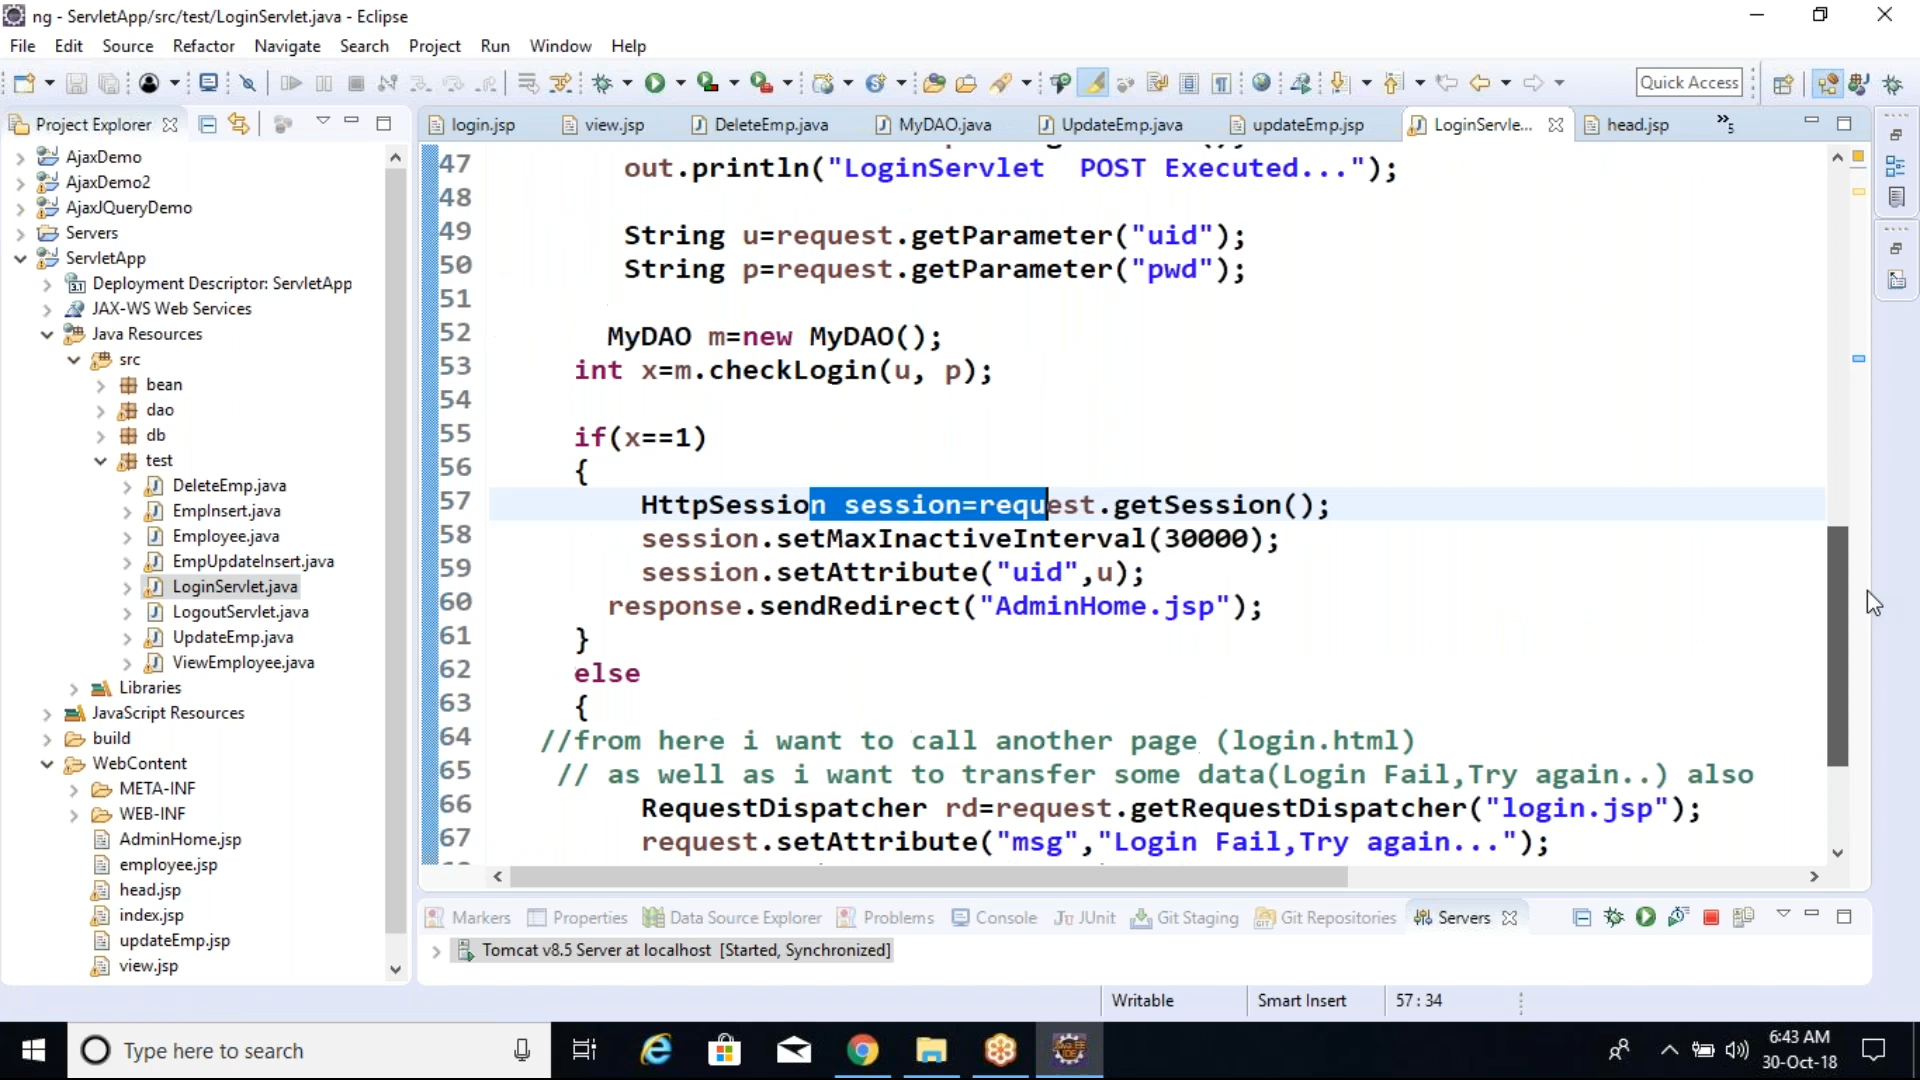 ng - ServletApp/src/test/LoginServlet.java - Eclipse
File Edit Source Refactor Navigate Search Project Run Window Help
Quick Access
Project Explorer
login.jsp view.jsp DeleteEmp.java MyDAO.java UpdateEmp.java updateEmp.jsp LoginServle... head.jsp »5
AjaxDemo
AjaxDemo2
AjaxJQueryDemo
Servers
ServletApp
Deployment Descriptor: ServletApp
JAX-WS Web Services
Java Resources
src
bean
dao
db
test
DeleteEmp.java
EmpInsert.java
Employee.java
EmpUpdateInsert.java
LoginServlet.java
LogoutServlet.java
UpdateEmp.java
ViewEmployee.java
Libraries
JavaScript Resources
build
WebContent
META-INF
WEB-INF
AdminHome.jsp
employee.jsp
head.jsp
index.jsp
updateEmp.jsp
view.jsp
47 out.println("LoginServlet  POST Executed...");
48
49 String u=request.getParameter("uid");
50 String p=request.getParameter("pwd");
51
52 MyDAO m=new MyDAO();
53 int x=m.checkLogin(u, p);
54
55 if(x==1)
56 {
57 HttpSession session=request.getSession();
58 session.setMaxInactiveInterval(30000);
59 session.setAttribute("uid",u);
60 response.sendRedirect("AdminHome.jsp");
61 }
62 else
63 {
64 //from here i want to call another page (login.html)
65 // as well as i want to transfer some data(Login Fail,Try again..) also
66 RequestDispatcher rd=request.getRequestDispatcher("login.jsp");
67 request.setAttribute("msg","Login Fail,Try again...");
Markers Properties Data Source Explorer Problems Console JUnit Git Staging Git Repositories Servers
Tomcat v8.5 Server at localhost [Started, Synchronized]
Writable Smart Insert 57 : 34
Type here to search
6:43 AM
30-Oct-18